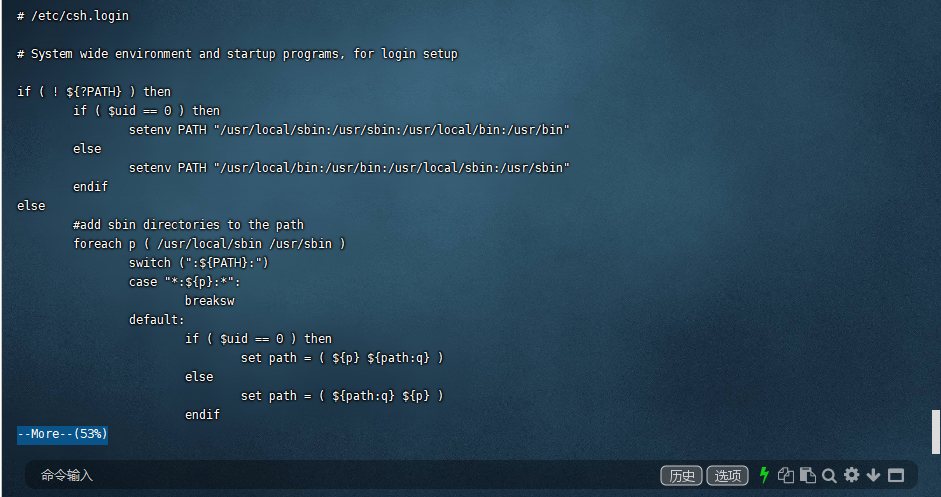 # /etc/csh.login
# System wide environment and startup programs, for login setup
if ( ! ${?PATH} ) then
        if ( $uid == 0 ) then
                setenv PATH "/usr/local/sbin:/usr/sbin:/usr/local/bin:/usr/bin"
        else
                setenv PATH "/usr/local/bin:/usr/bin:/usr/local/sbin:/usr/sbin"
        endif
else
        #add sbin directories to the path
        foreach p ( /usr/local/sbin /usr/sbin )
                switch (":${PATH}:")
                case "*:${p}:*":
                        breaksw
                default:
                        if ( $uid == 0 ) then
                                set path = ( ${p} ${path:q} )
                        else
                                set path = ( ${path:q} ${p} )
                        endif
--More--(53%)
命令输入 历史 选项